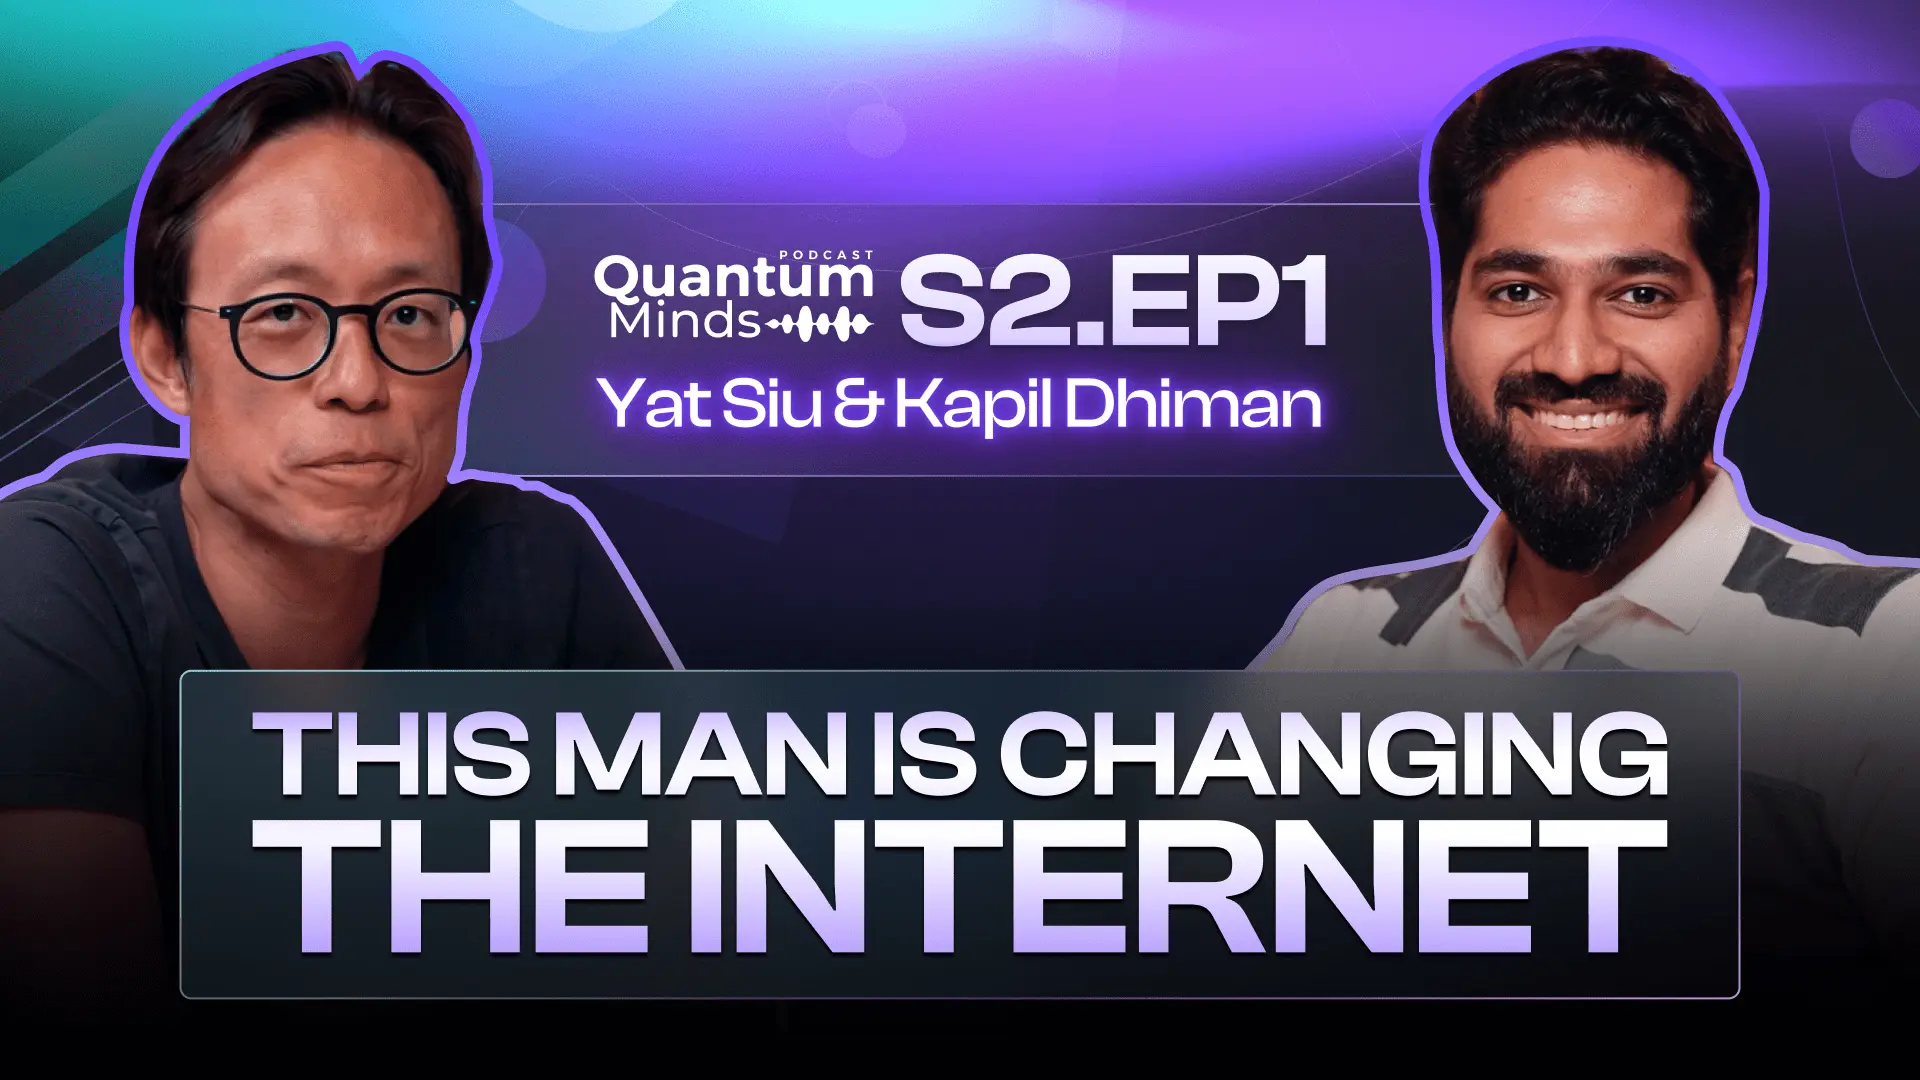 PODCAST
Quantum
Minds
S2.EP1
Yat Siu & Kapil Dhiman
THIS MAN IS CHANGING
THE INTERNET